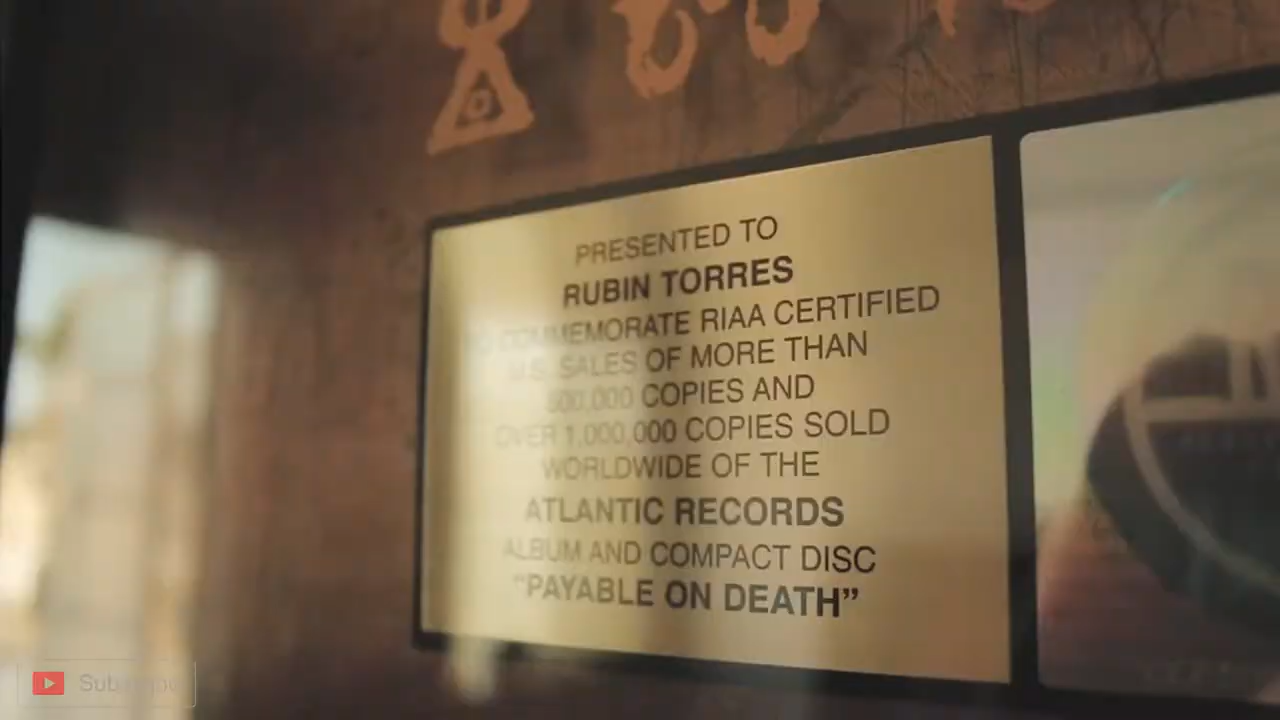 PRESENTED TO
RUBIN TORRES
TO COMMEMORATE RIAA CERTIFIED
U.S. SALES OF MORE THAN
500,000 COPIES AND
OVER 1,000,000 COPIES SOLD
WORLDWIDE OF THE
ATLANTIC RECORDS
ALBUM AND COMPACT DISC
“PAYABLE ON DEATH”